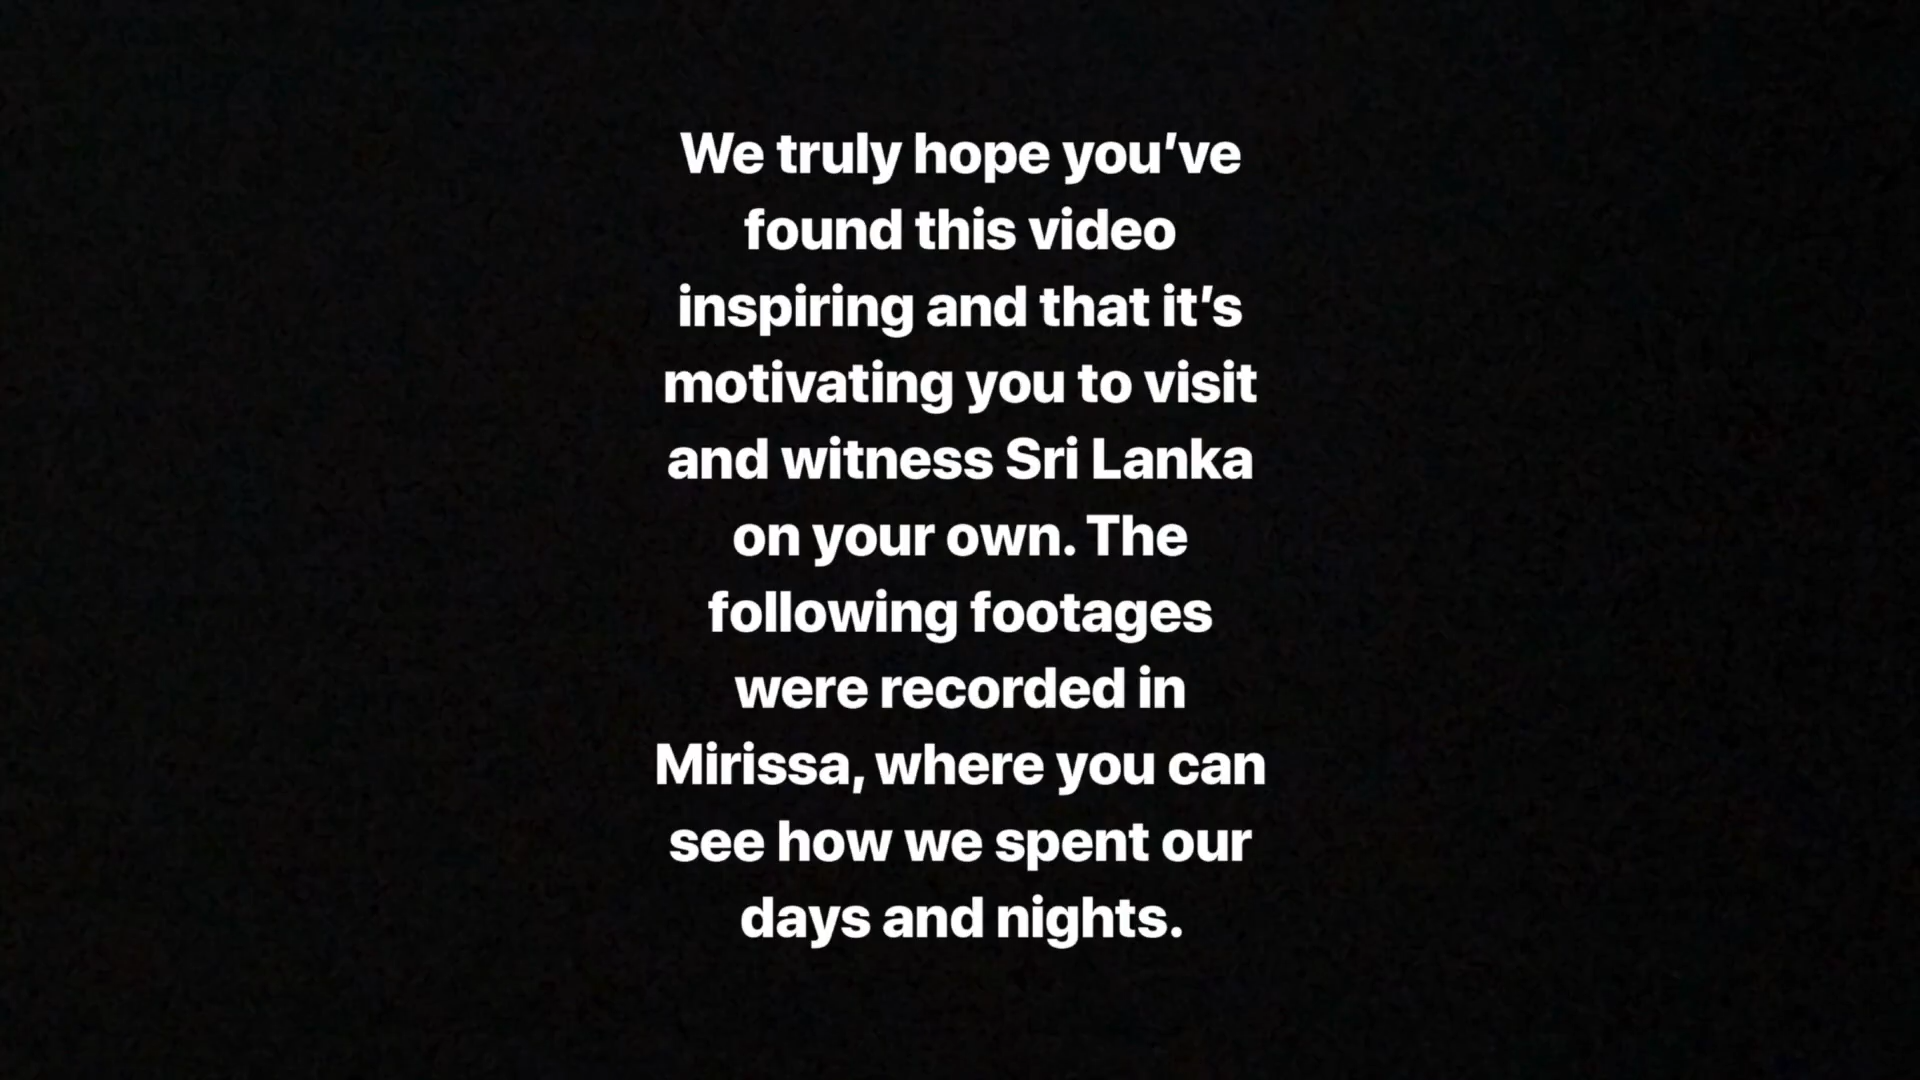 We truly hope you’ve
found this video
inspiring and that it’s
motivating you to visit
and witness Sri Lanka
on your own. The
following footages
were recorded in
Mirissa, where you can
see how we spent our
days and nights.